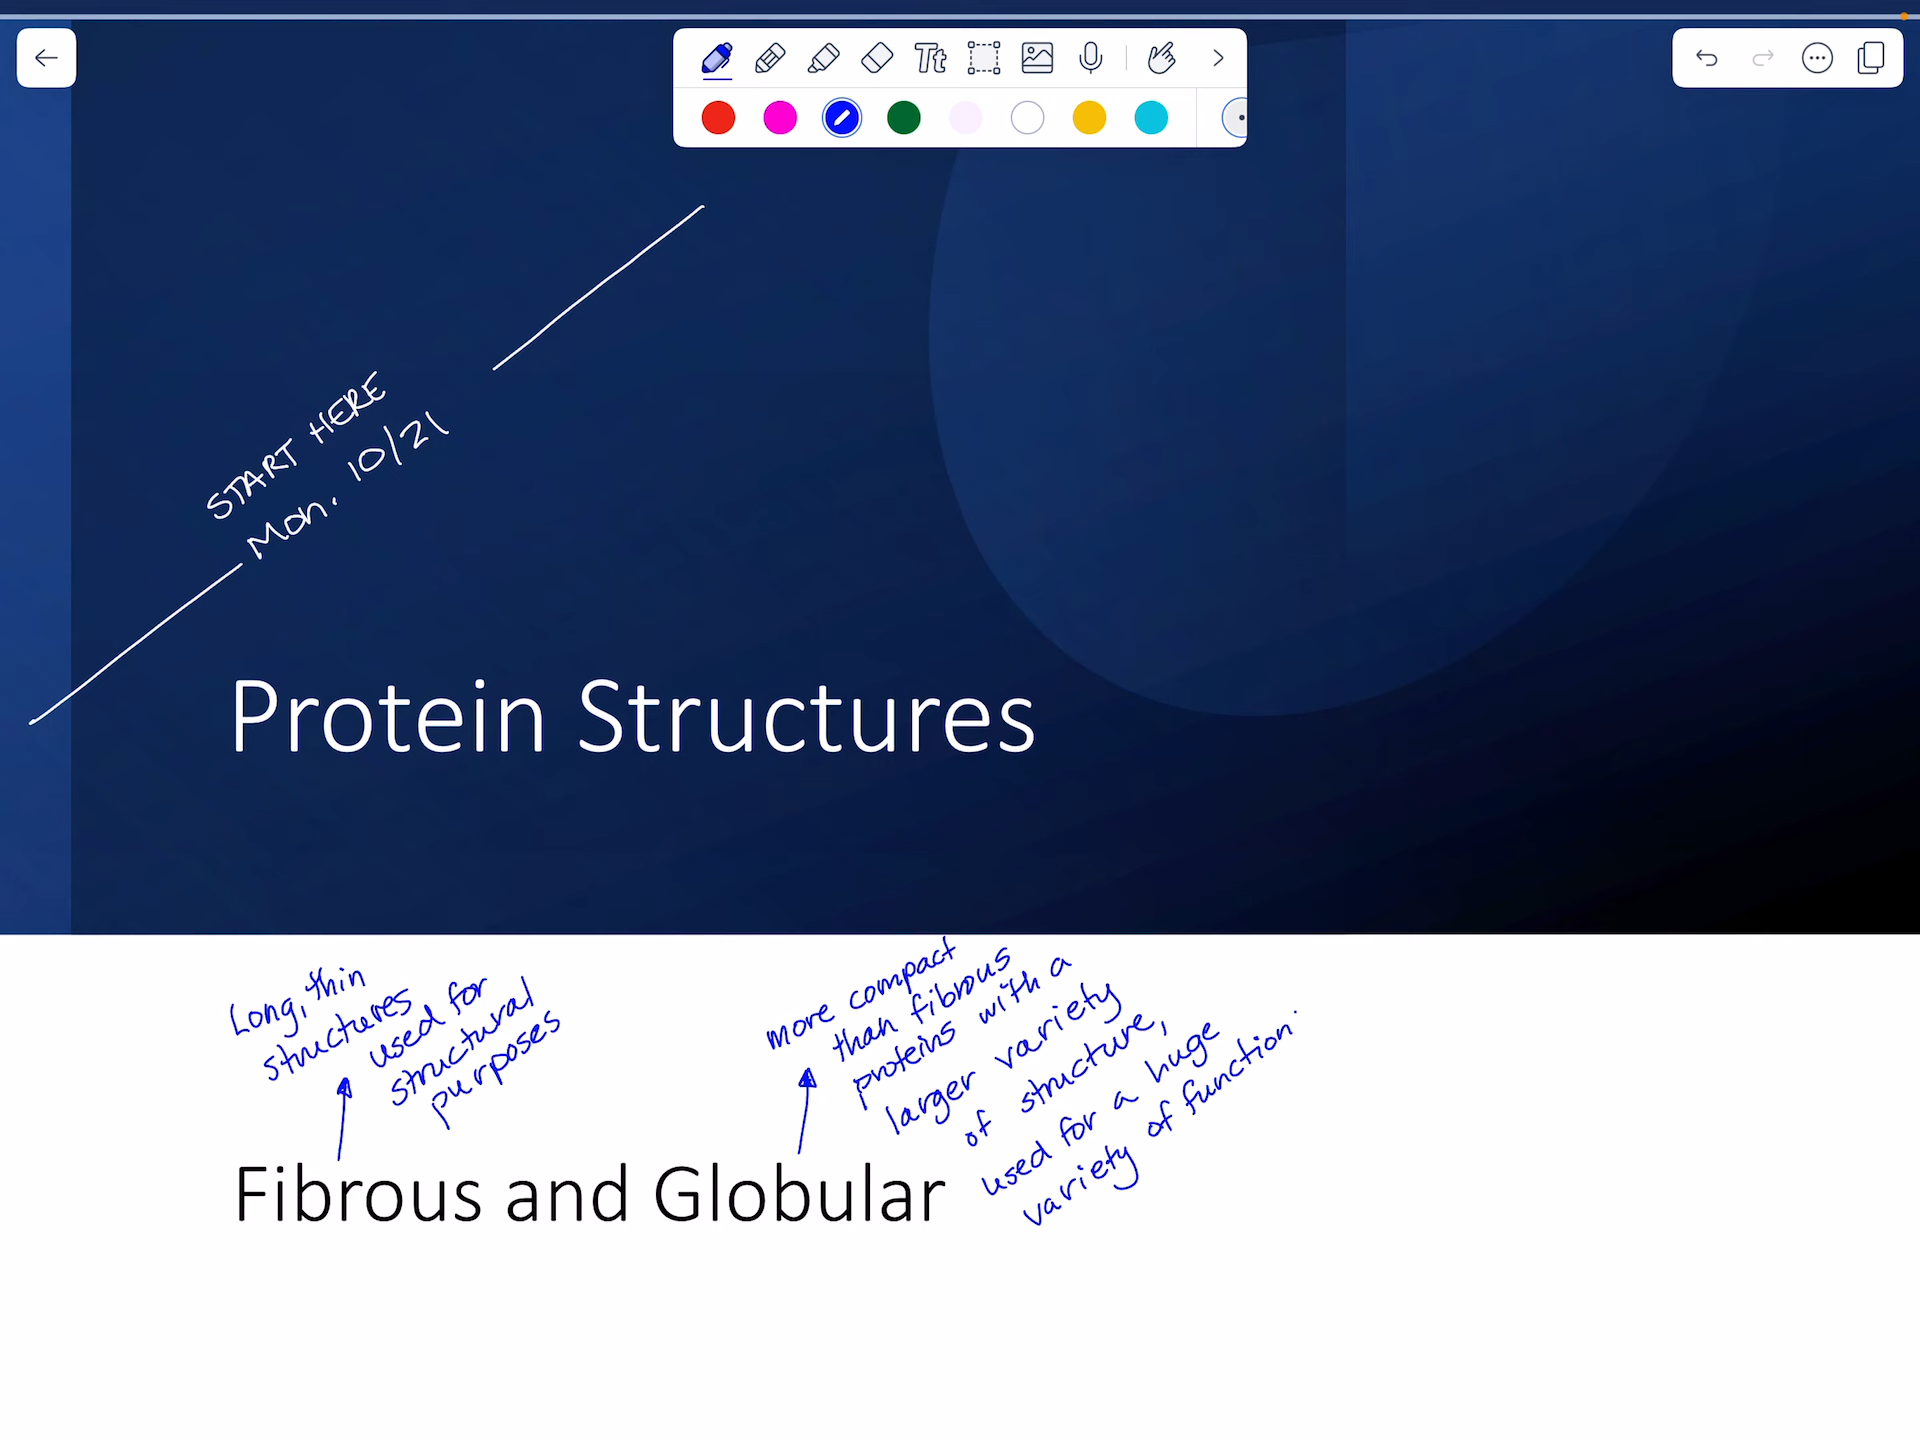 Tt
START HERE
Mon. 10/21
Protein Structures
Long, thin
structures
used for
structural
purposes
more compact
than fibrous
proteins with a
larger variety
of structure,
used for a huge
variety of function.
Fibrous and Globular